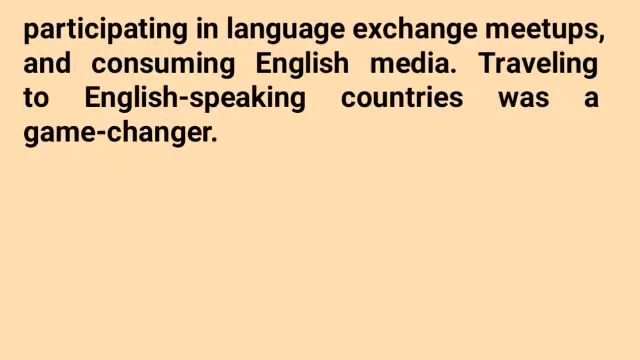 participating in language exchange meetups,
and consuming English media. Traveling
to English-speaking countries was a
game-changer.